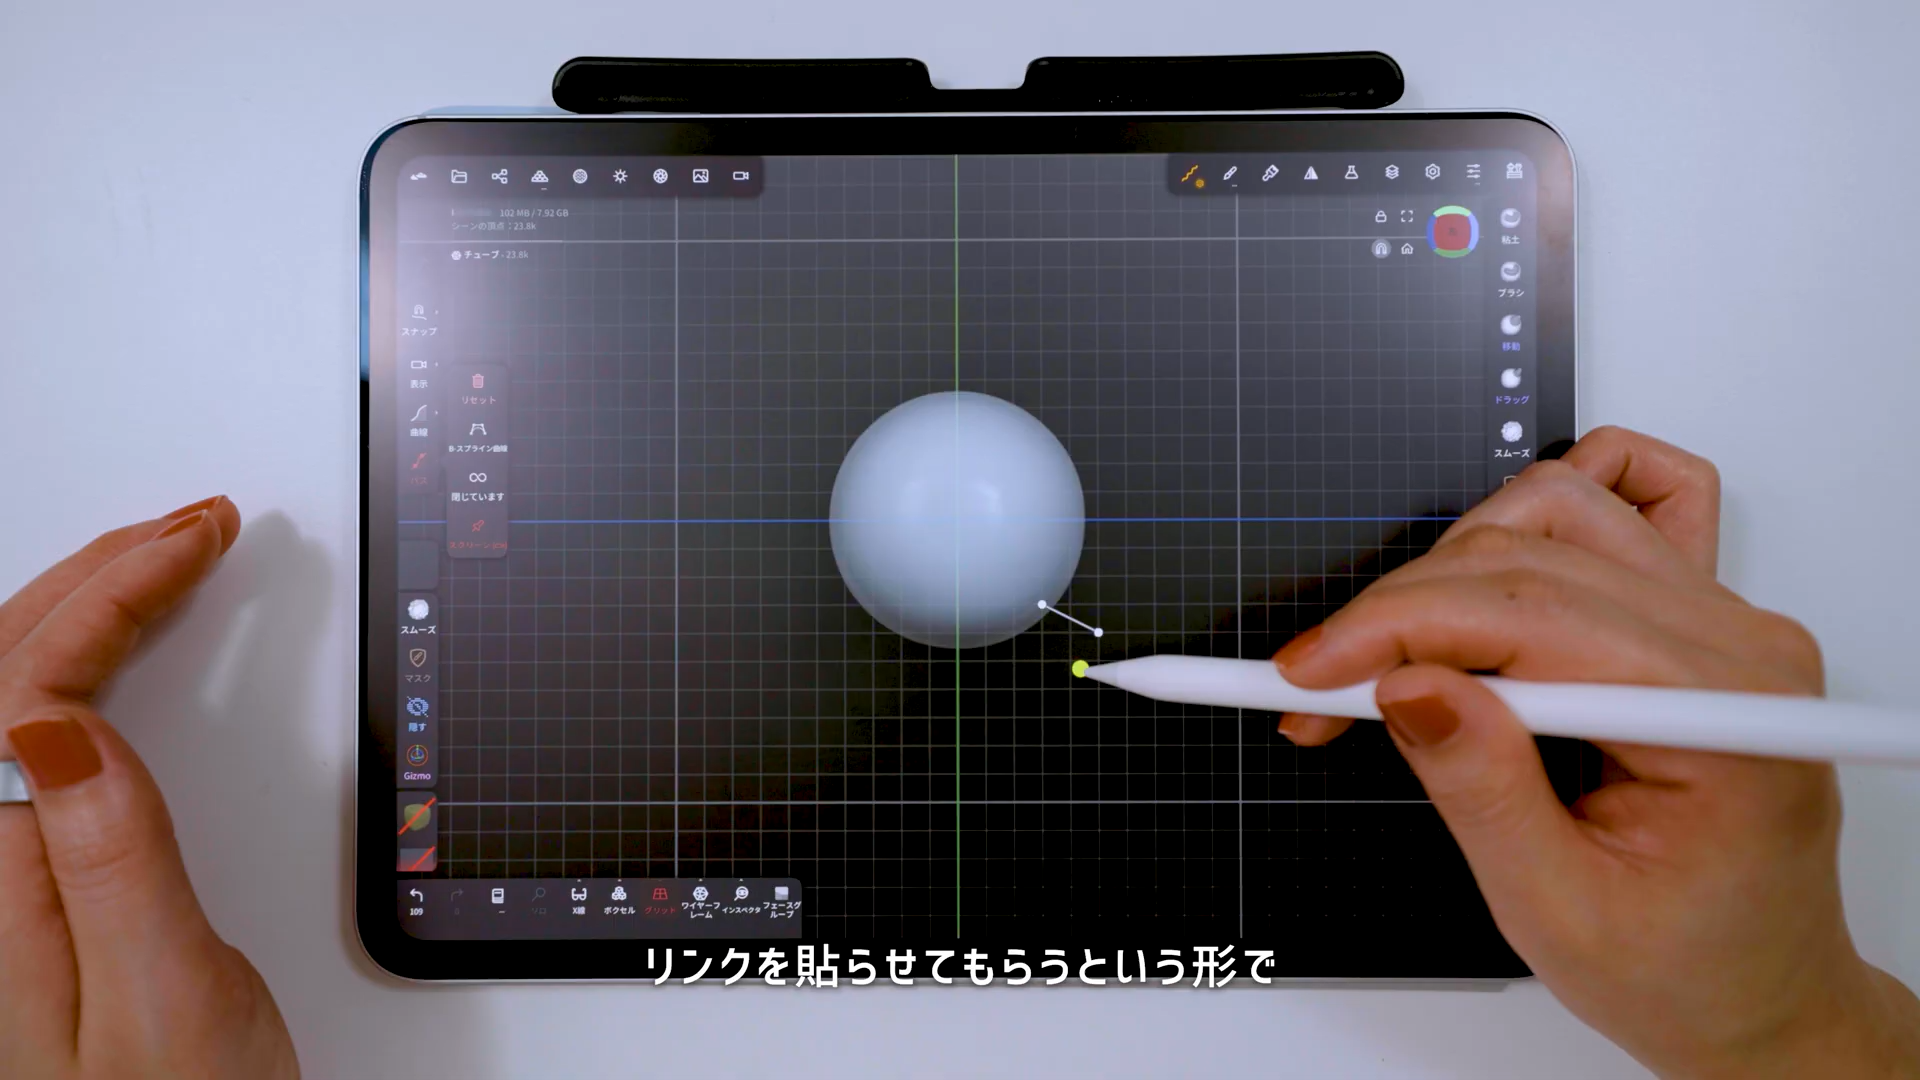 102 MB / 7.92 GB
シーンの頂点：23.8k
チューブ - 23.8k
スナップ
表示
曲線
パス
リセット
B-スプライン曲線
閉じています
スムーズ
マスク
隠す
Gizmo
粘土
ブラシ
移動
ドラッグ
スムーズ
109
0
ソロ
X線
ボクセル
グリッド
ワイヤーフレーム
インスペクタ
フェースグループ
リンクを貼らせてもらうという形で